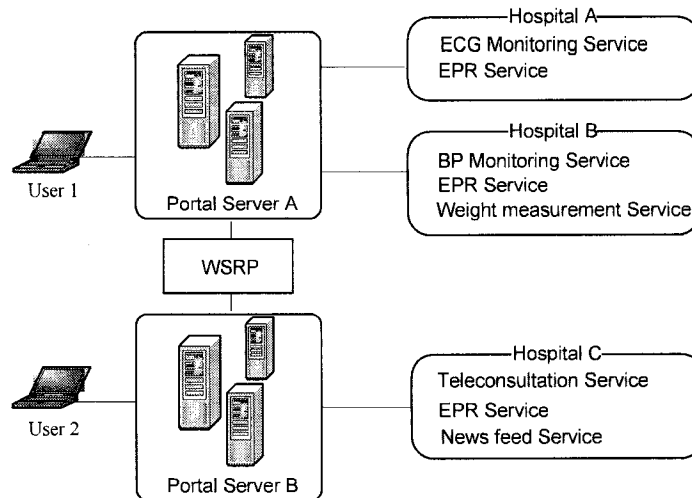 Hospital A
ECG Monitoring Service
EPR Service
Hospital B
BP Monitoring Service
EPR Service
Weight measurement Service
User 1
Portal Server A
WSRP
Hospital C
Teleconsultation Service
EPR Service
News feed Service
User 2
Portal Server B